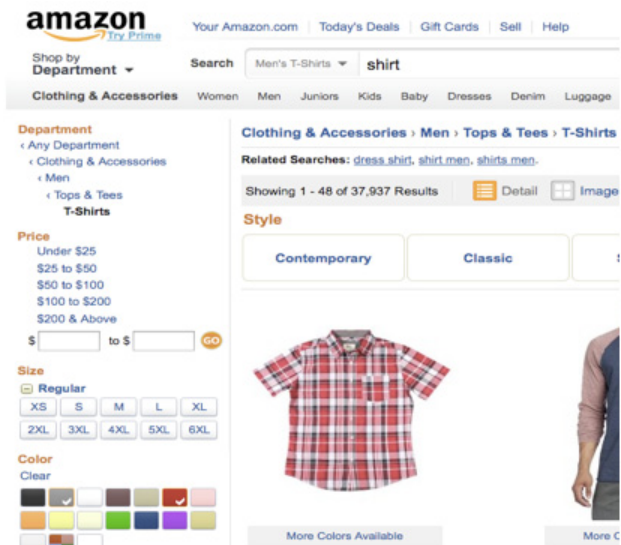 amazon
Try Prime
Your Amazon.com Today's Deals Gift Cards Sell Help
Shop by
Department
Search Men's T-Shirts shirt
Clothing & Accessories Women Men Juniors Kids Baby Dresses Denim Luggage
Department
‹ Any Department
‹ Clothing & Accessories
‹ Men
‹ Tops & Tees
T-Shirts
Price
Under $25
$25 to $50
$50 to $100
$100 to $200
$200 & Above
$ to $ GO
Size
Regular
XS S M L XL
2XL 3XL 4XL 5XL 6XL
Color
Clear
Clothing & Accessories › Men › Tops & Tees › T-Shirts
Related Searches: dress shirt, shirt men, shirts men.
Showing 1 - 48 of 37,937 Results Detail Image
Style
Contemporary Classic
More Colors Available More